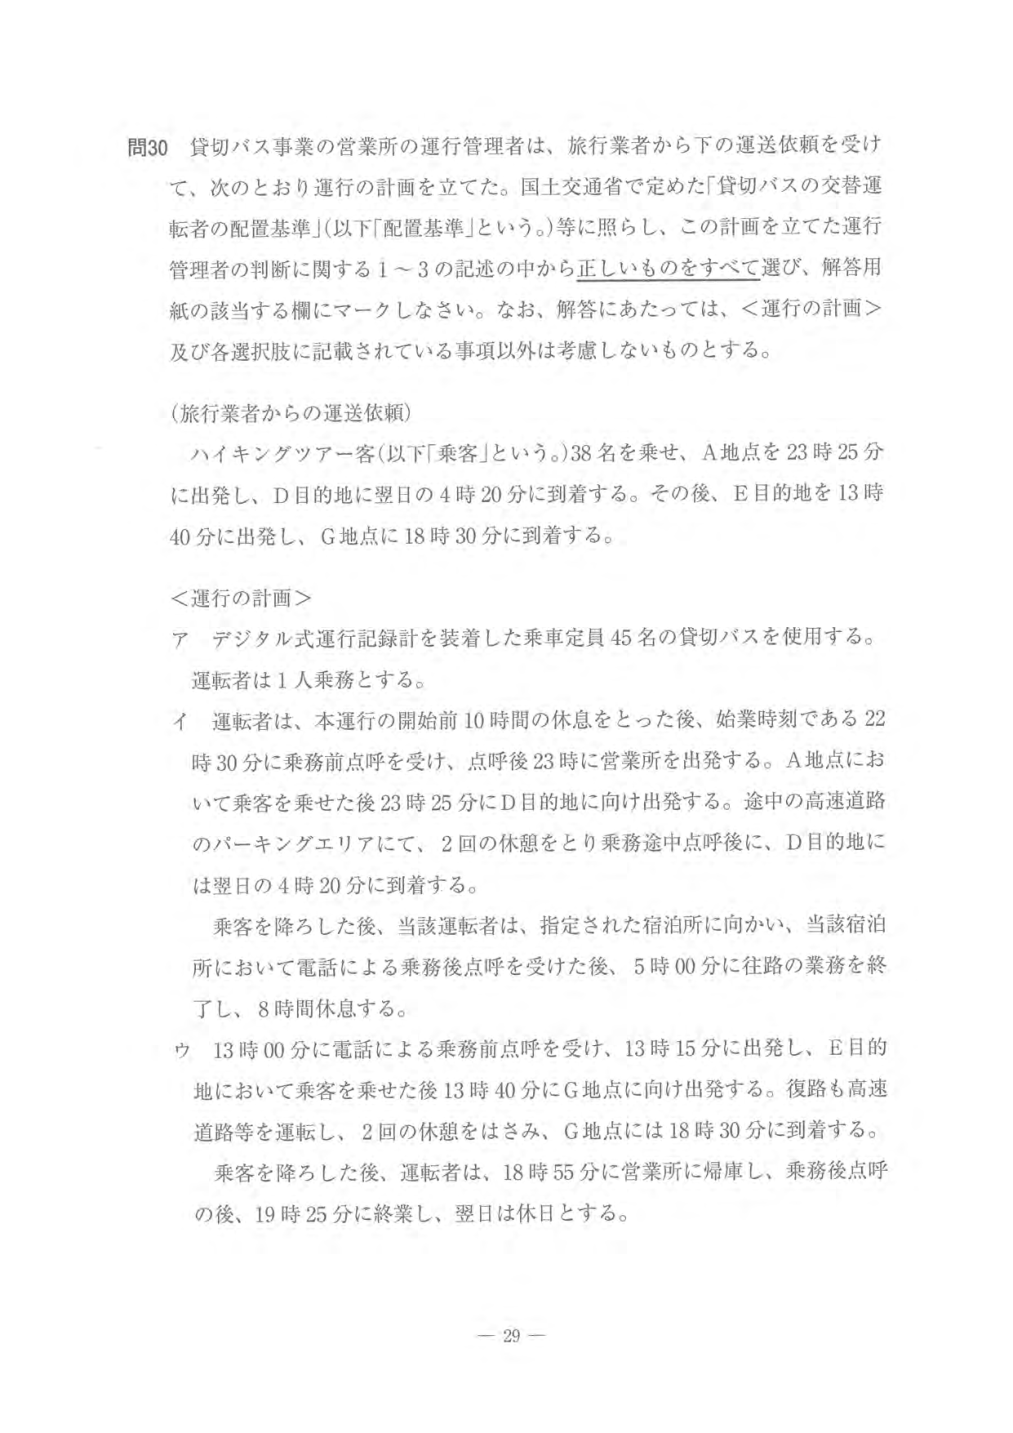 問30　貸切バス事業の営業所の運行管理者は、旅行業者から下の運送依頼を受け
て、次のとおり運行の計画を立てた。国土交通省で定めた「貸切バスの交替運
転者の配置基準」(以下「配置基準」という。)等に照らし、この計画を立てた運行
管理者の判断に関する1～3の記述の中から正しいものをすべて選び、解答用
紙の該当する欄にマークしなさい。なお、解答にあたっては、＜運行の計画＞
及び各選択肢に記載されている事項以外は考慮しないものとする。
(旅行業者からの運送依頼)
ハイキングツアー客(以下「乗客」という。)38名を乗せ、A地点を23時25分
に出発し、D目的地に翌日の4時20分に到着する。その後、E目的地を13時
40分に出発し、G地点に18時30分に到着する。
＜運行の計画＞
ア　デジタル式運行記録計を装着した乗車定員45名の貸切バスを使用する。
運転者は1人乗務とする。
イ　運転者は、本運行の開始前10時間の休息をとった後、始業時刻である22
時30分に乗務前点呼を受け、点呼後23時に営業所を出発する。A地点にお
いて乗客を乗せた後23時25分にD目的地に向け出発する。途中の高速道路
のパーキングエリアにて、2回の休憩をとり乗務途中点呼後に、D目的地に
は翌日の4時20分に到着する。
乗客を降ろした後、当該運転者は、指定された宿泊所に向かい、当該宿泊
所において電話による乗務後点呼を受けた後、5時00分に往路の業務を終
了し、8時間休息する。
ウ　13時00分に電話による乗務前点呼を受け、13時15分に出発し、E目的
地において乗客を乗せた後13時40分にG地点に向け出発する。復路も高速
道路等を運転し、2回の休憩をはさみ、G地点には18時30分に到着する。
乗客を降ろした後、運転者は、18時55分に営業所に帰庫し、乗務後点呼
の後、19時25分に終業し、翌日は休日とする。
― 29 ―